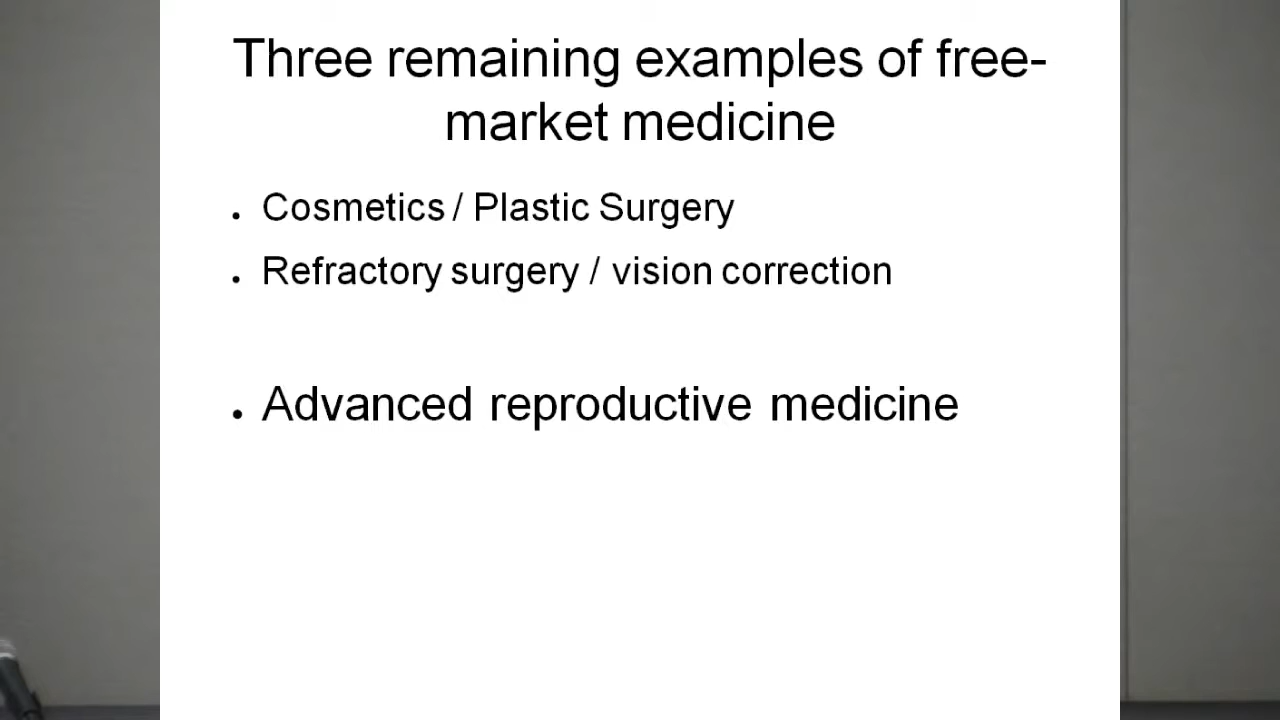 Three remaining examples of free-
market medicine
• Cosmetics / Plastic Surgery
• Refractory surgery / vision correction
• Advanced reproductive medicine